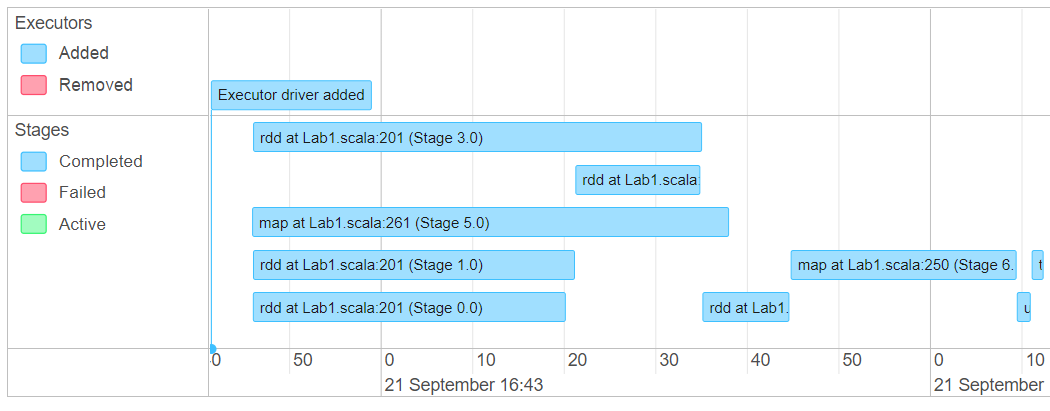 Executors
Added
Removed
Executor driver added
Stages
Completed
Failed
Active
rdd at Lab1.scala:201 (Stage 3.0)
rdd at Lab1.scala:
map at Lab1.scala:261 (Stage 5.0)
rdd at Lab1.scala:201 (Stage 1.0)
map at Lab1.scala:250 (Stage 6.
t
rdd at Lab1.scala:201 (Stage 0.0)
rdd at Lab1.
u
0 50 0 10 20 30 40 50 0 10
21 September 16:43
21 September